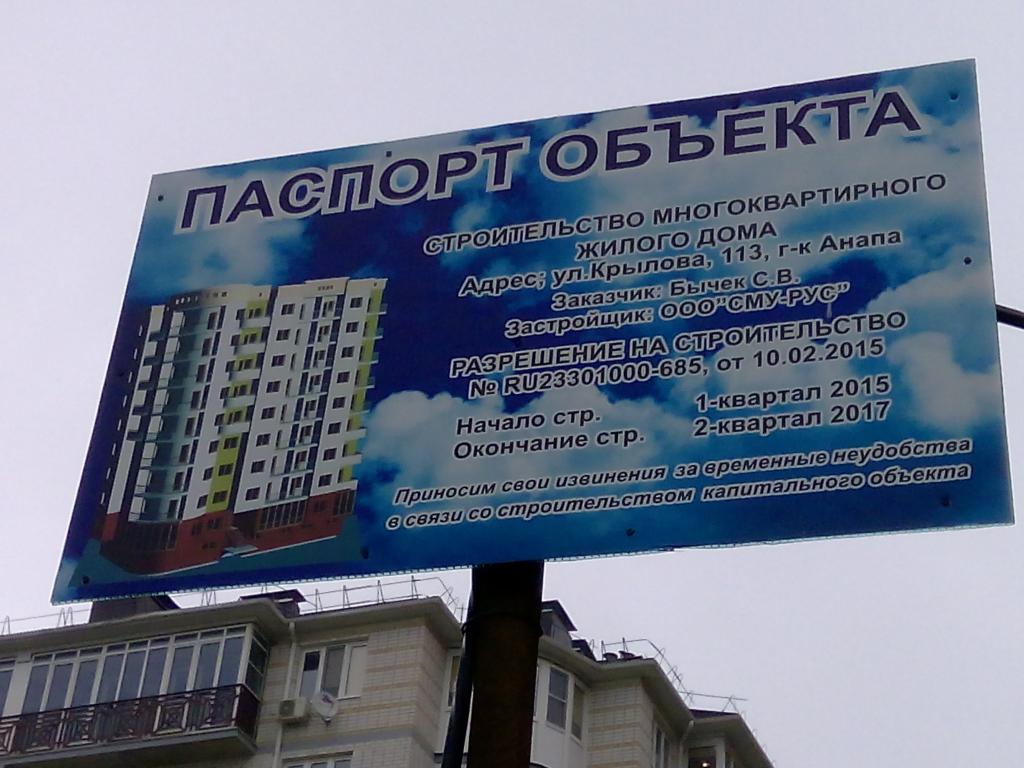 ПАСПОРТ ОБЪЕКТА
СТРОИТЕЛЬСТВО МНОГОКВАРТИРНОГО
ЖИЛОГО ДОМА
Адрес; ул.Крылова, 113, г-к Анапа
Заказчик: Бычек С.В.
Застройщик: ООО"СМУ-РУС"
РАЗРЕШЕНИЕ НА СТРОИТЕЛЬСТВО
№ RU23301000-685, от 10.02.2015
Начало стр. 1-квартал 2015
Окончание стр. 2-квартал 2017
Приносим свои извинения за временные неудобства
в связи со строительством капитального объекта